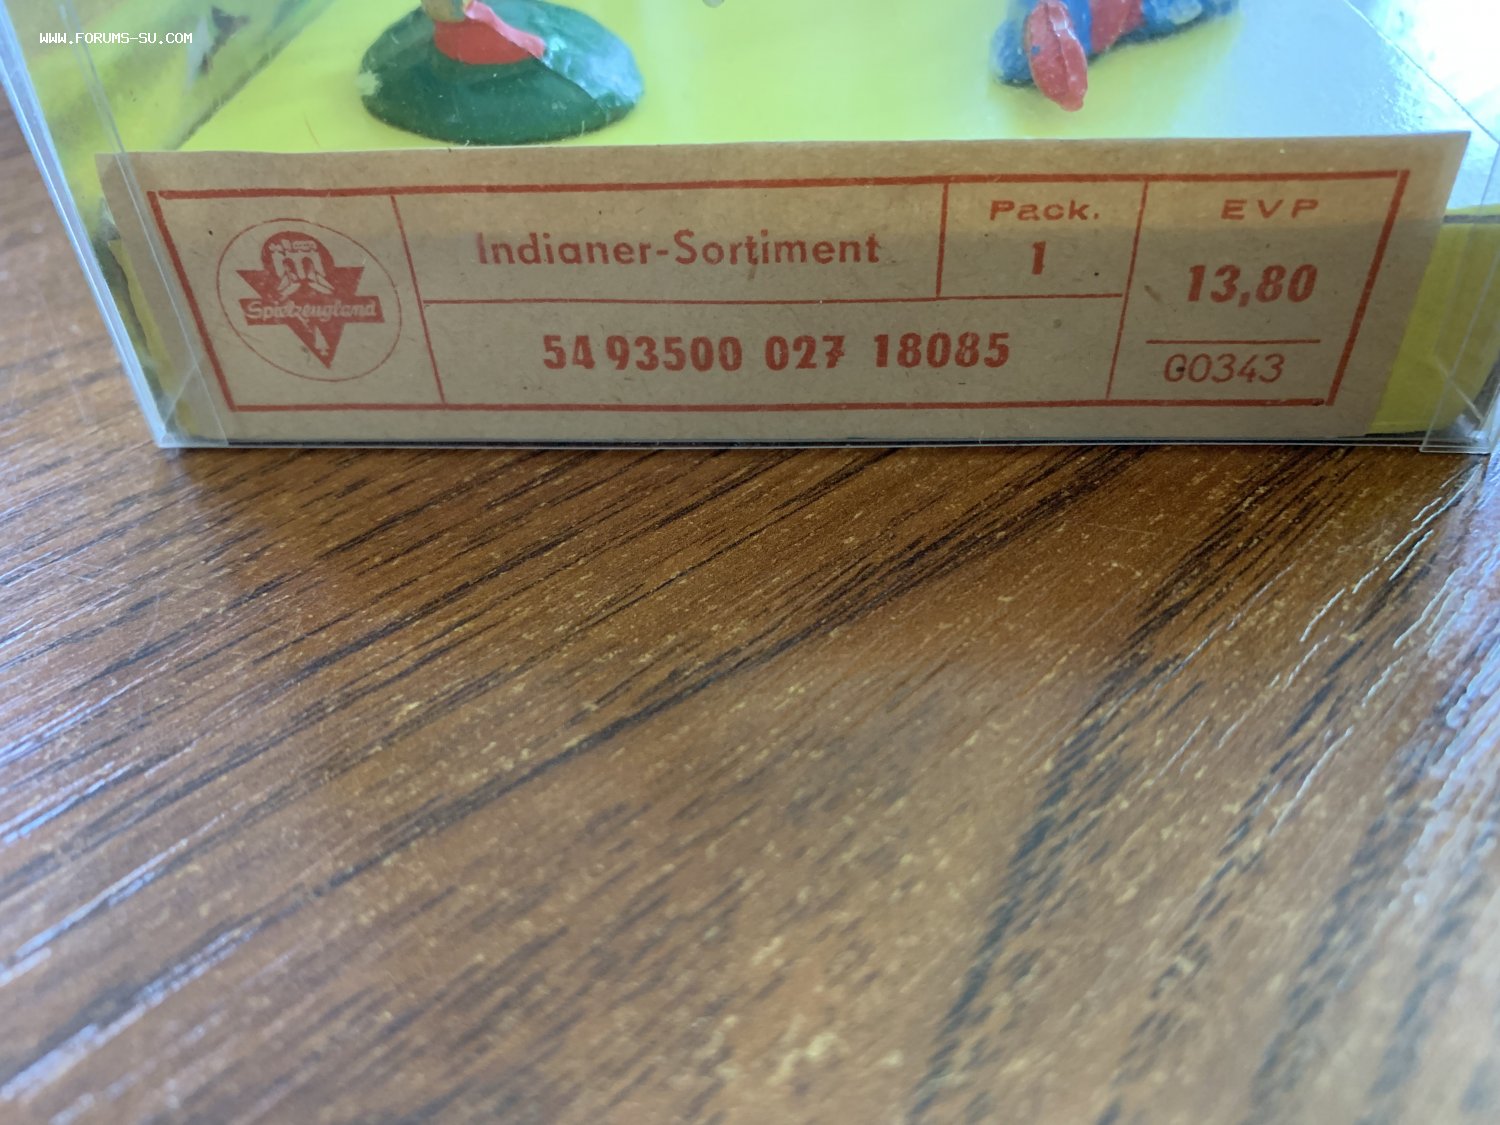 WWW.FORUMS-SU.COM
Spielzeugland
Indianer-Sortiment
Pack.
1
EVP
13,80
54 93500 027 18085
G0343